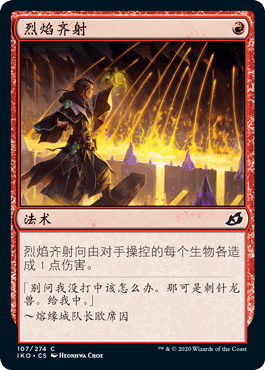 烈焰齐射
法术
烈焰齐射向由对手操控的每个生物各造
成1点伤害。
「别问我没打中该怎么办。那可是刺针龙
兽。给我中。」
～熔缘城队长欧席因
107/274 C
IKO • CS HEONHWA CHOE
™ & © 2020 Wizards of the Coast